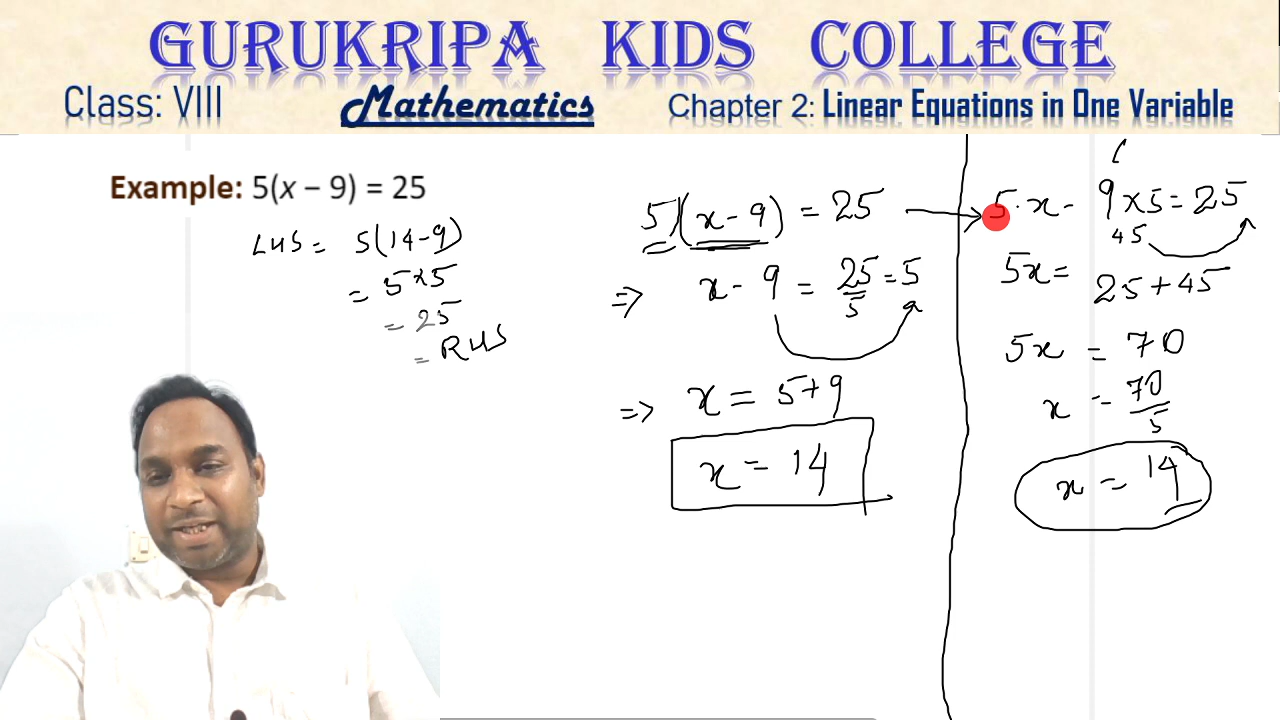 GURUKRIPA KIDS COLLEGE
Class: VIII Mathematics Chapter 2: Linear Equations in One Variable
Example: 5(x – 9) = 25
LHS = 5(14-9)
= 5×5
= 25
= RHS
5(x-9) = 25
=> x - 9 = 25/5 = 5
=> x = 5+9
x = 14
5·x - 9×5 = 25
45
5x = 25+45
5x = 70
x = 70/5
x = 14